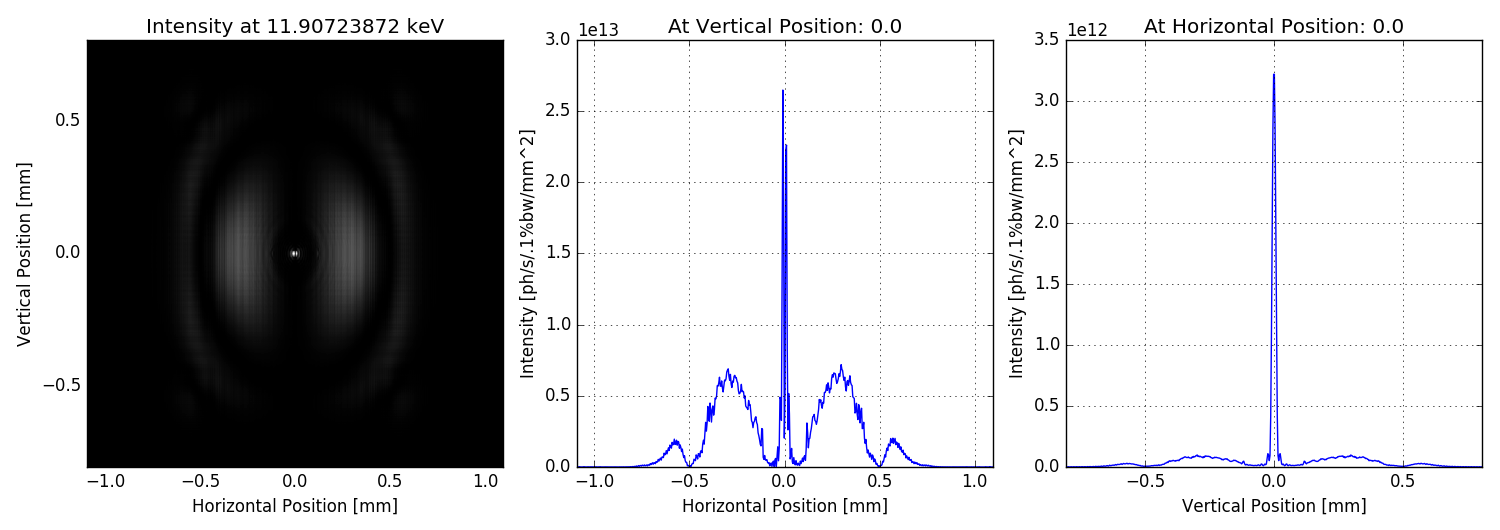 Intensity at 11.90723872 keV
Vertical Position [mm]
0.5
0.0
−0.5
−1.0 −0.5 0.0 0.5 1.0
Horizontal Position [mm]
At Vertical Position: 0.0
1e13
Intensity [ph/s/.1%bw/mm^2]
3.0
2.5
2.0
1.5
1.0
0.5
0.0
−1.0 −0.5 0.0 0.5 1.0
Horizontal Position [mm]
At Horizontal Position: 0.0
1e12
Intensity [ph/s/.1%bw/mm^2]
3.5
3.0
2.5
2.0
1.5
1.0
0.5
0.0
−0.5 0.0 0.5
Vertical Position [mm]